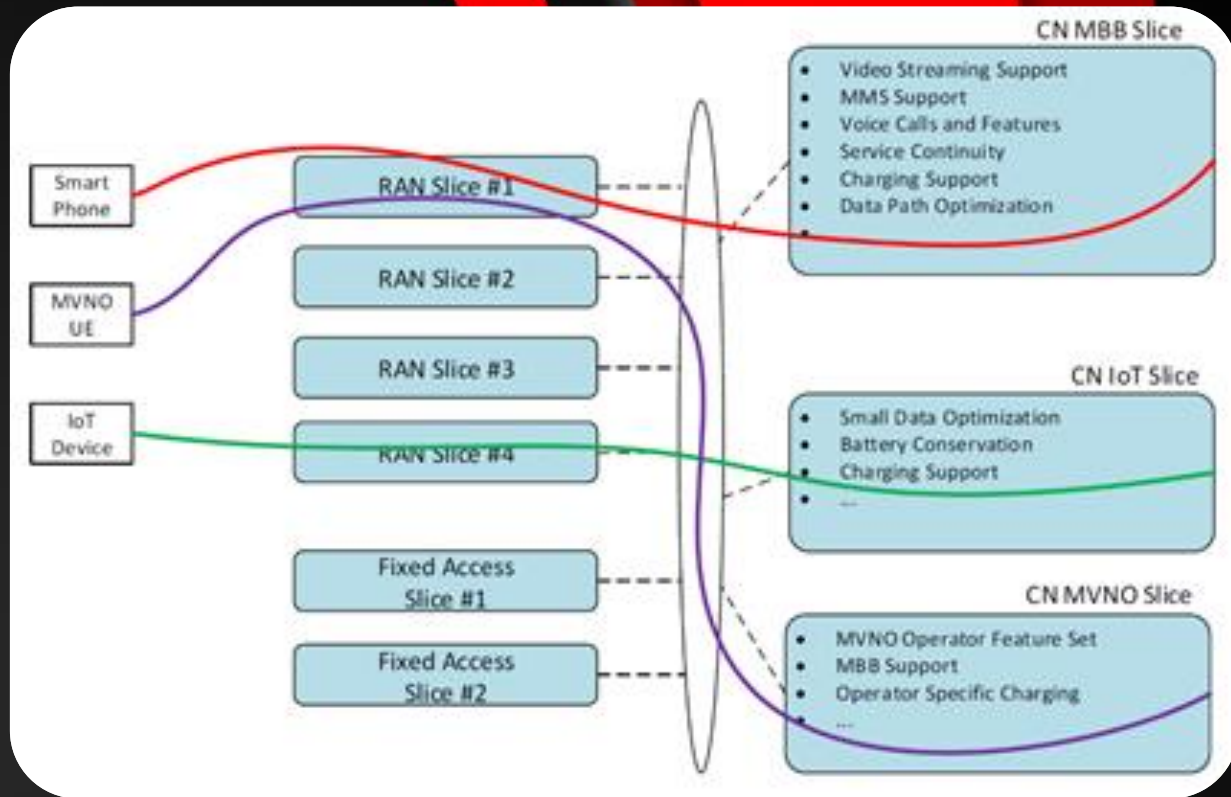 CN MBB Slice
• Video Streaming Support
• MMS Support
• Voice Calls and Features
• Service Continuity
• Charging Support
• Data Path Optimization
•
Smart
Phone
MVNO
UE
IoT
Device
RAN Slice #1
RAN Slice #2
RAN Slice #3
RAN Slice #4
Fixed Access
Slice #1
Fixed Access
Slice #2
CN IoT Slice
• Small Data Optimization
• Battery Conservation
• Charging Support
• ...
CN MVNO Slice
• MVNO Operator Feature Set
• MBB Support
• Operator Specific Charging
• ...